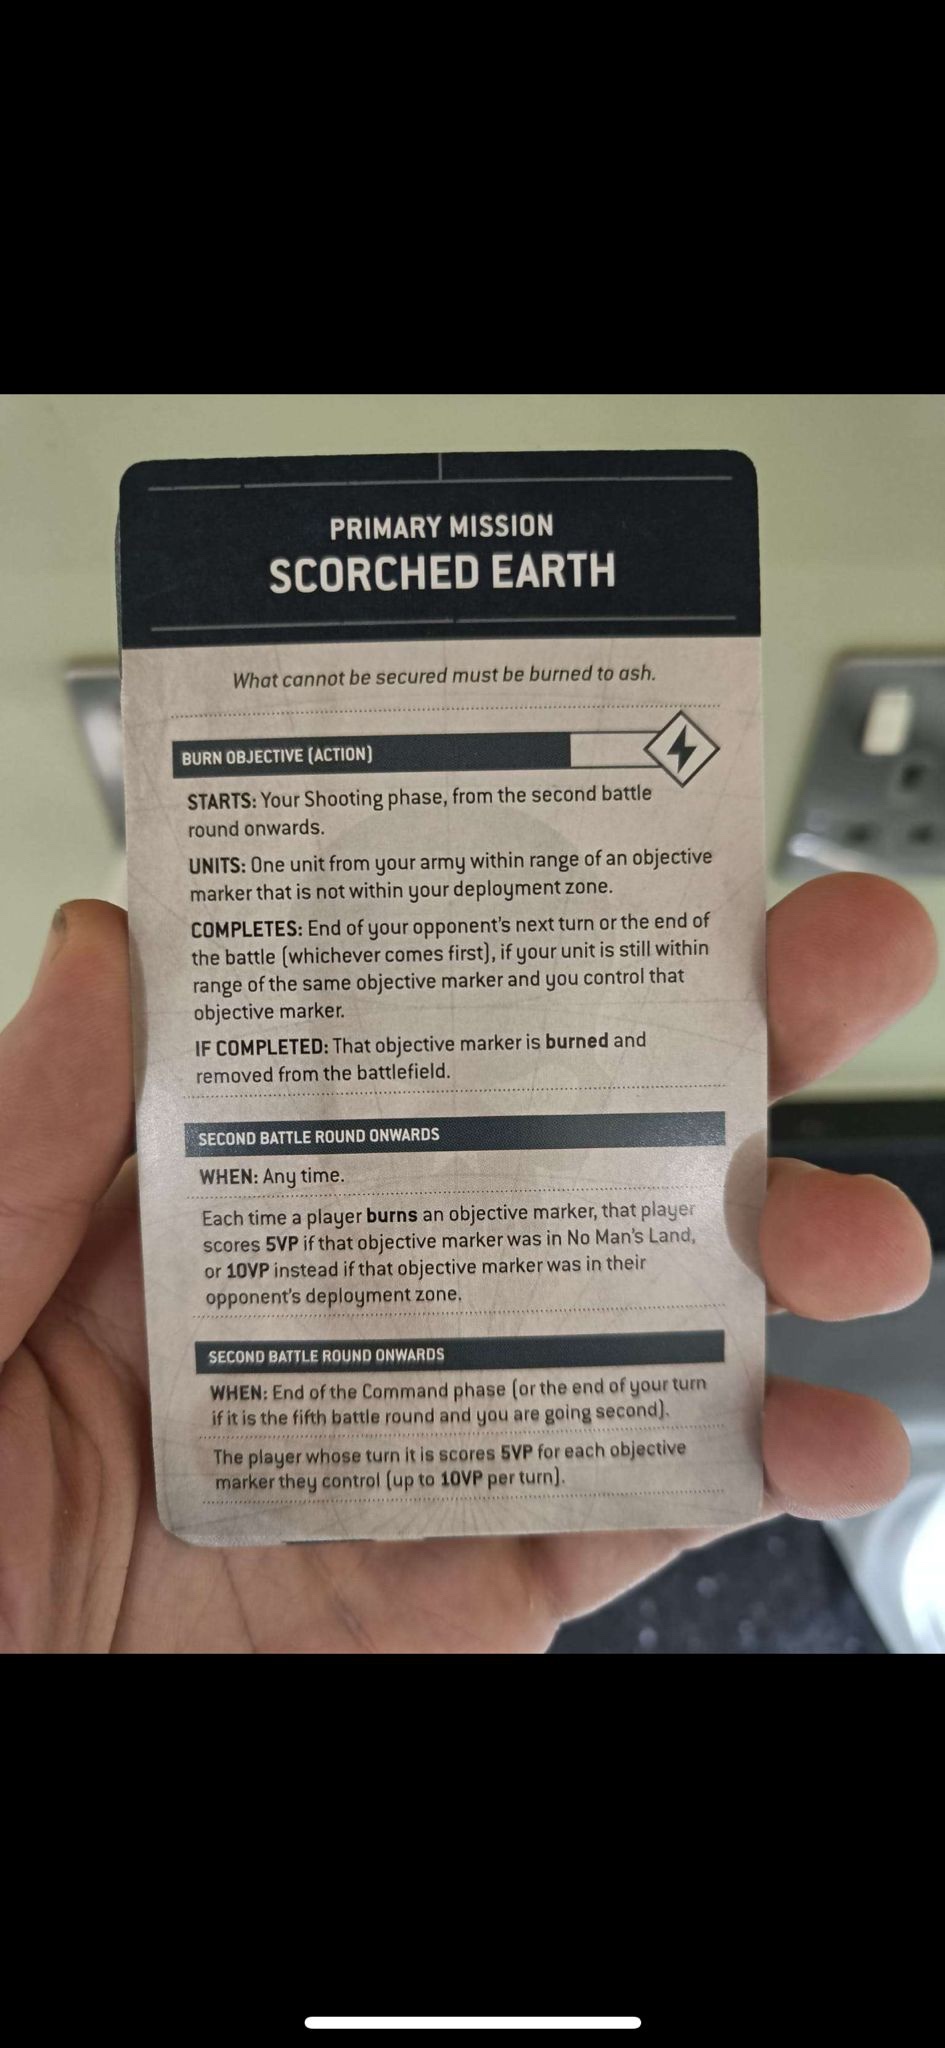 PRIMARY MISSION
SCORCHED EARTH
What cannot be secured must be burned to ash.
BURN OBJECTIVE (ACTION)
STARTS: Your Shooting phase, from the second battle
round onwards.
UNITS: One unit from your army within range of an objective
marker that is not within your deployment zone.
COMPLETES: End of your opponent's next turn or the end of
the battle (whichever comes first), if your unit is still within
range of the same objective marker and you control that
objective marker.
IF COMPLETED: That objective marker is burned and
removed from the battlefield.
SECOND BATTLE ROUND ONWARDS
WHEN: Any time.
Each time a player burns an objective marker, that player
scores 5VP if that objective marker was in No Man's Land,
or 10VP instead if that objective marker was in their
opponent's deployment zone.
SECOND BATTLE ROUND ONWARDS
WHEN: End of the Command phase (or the end of your turn
if it is the fifth battle round and you are going second).
The player whose turn it is scores 5VP for each objective
marker they control (up to 10VP per turn).